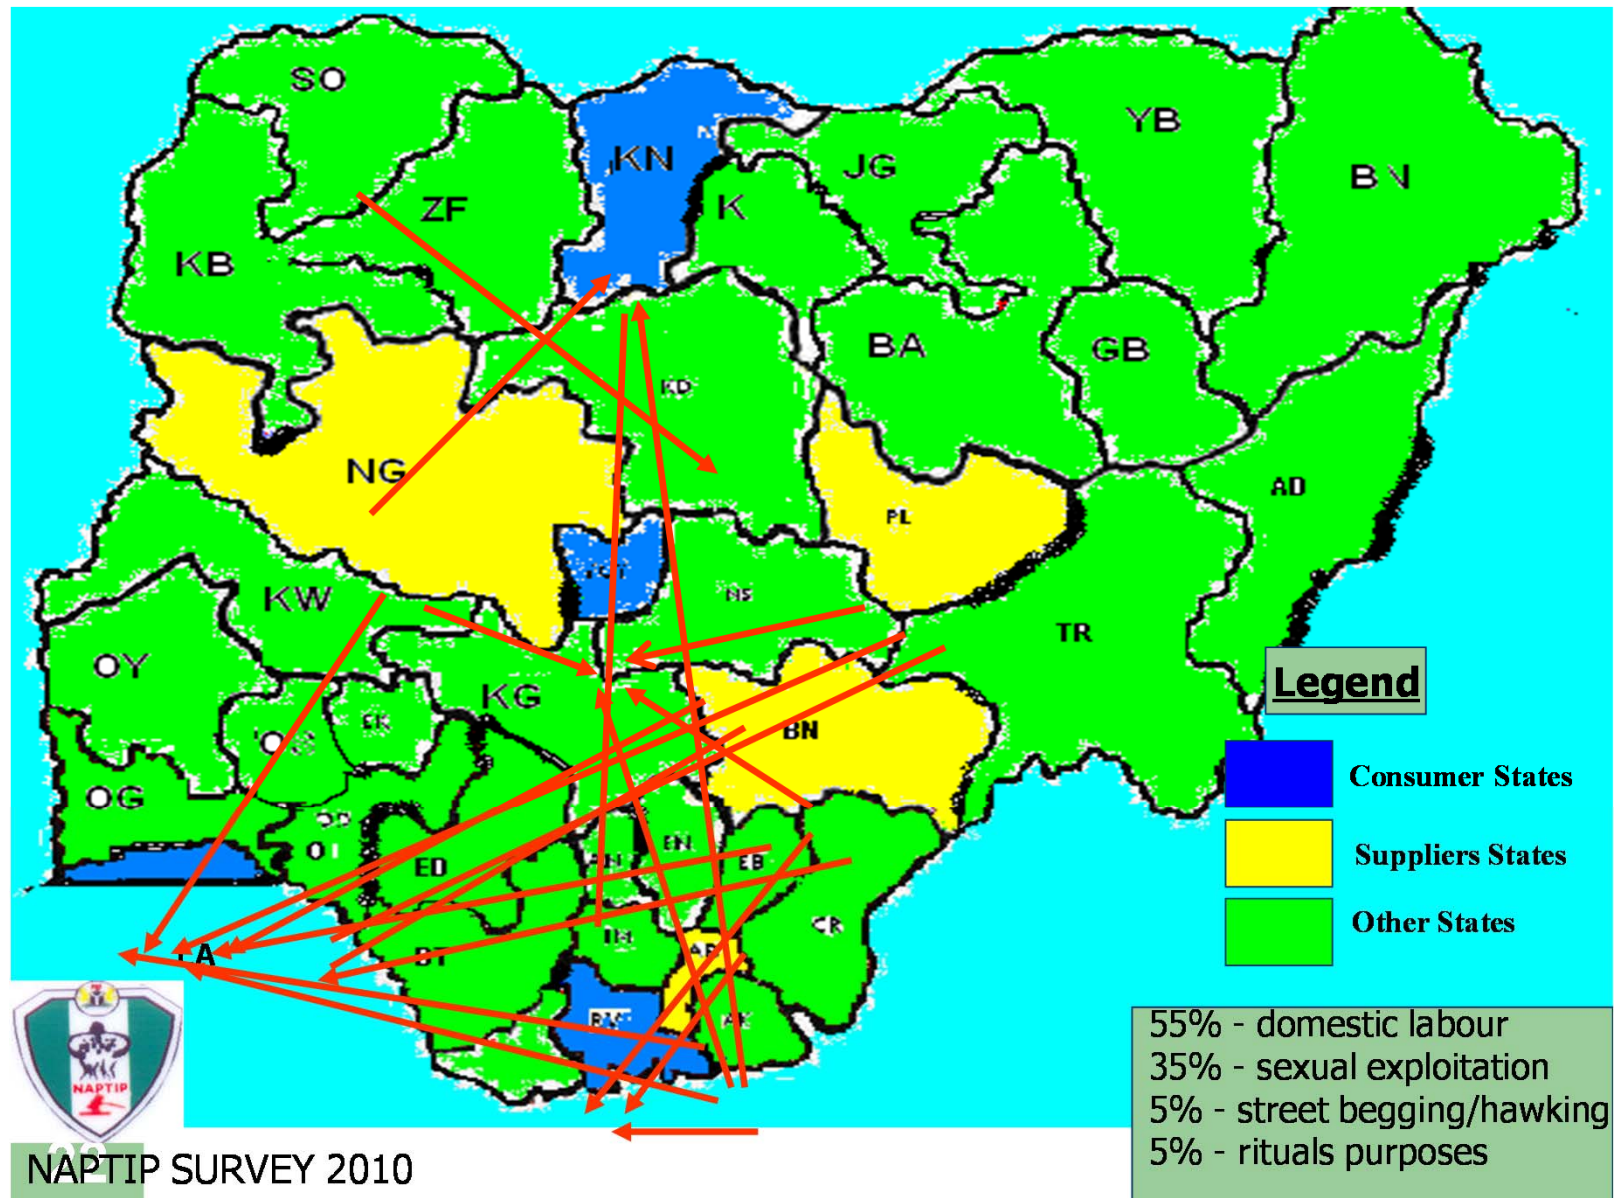 SO
YB
KN
JG
BN
K
ZF
KB
BA
GB
KD
NG
AD
PL
NS
KW
TR
OY
Legend
KG
BN
Consumer States
OG
EN
Suppliers States
ED
EB
Other States
CR
LA
NAPTIP
55% - domestic labour
35% - sexual exploitation
5% - street begging/hawking
5% - rituals purposes
22
NAPTIP SURVEY 2010